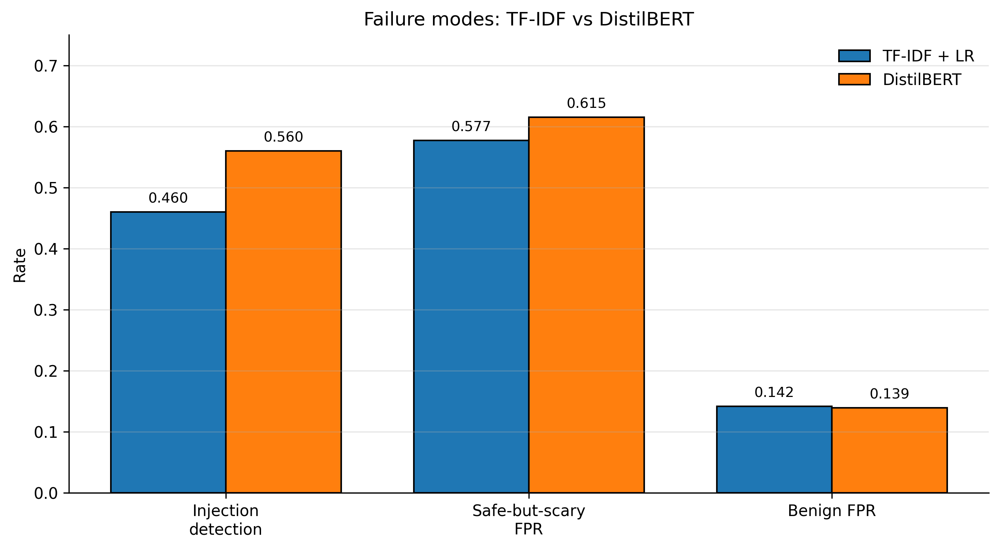 Failure modes: TF-IDF vs DistilBERT
TF-IDF + LR
DistilBERT
Rate
0.7
0.6
0.5
0.4
0.3
0.2
0.1
0.0
0.460
0.560
0.577
0.615
0.142
0.139
Injection
detection
Safe-but-scary
FPR
Benign FPR